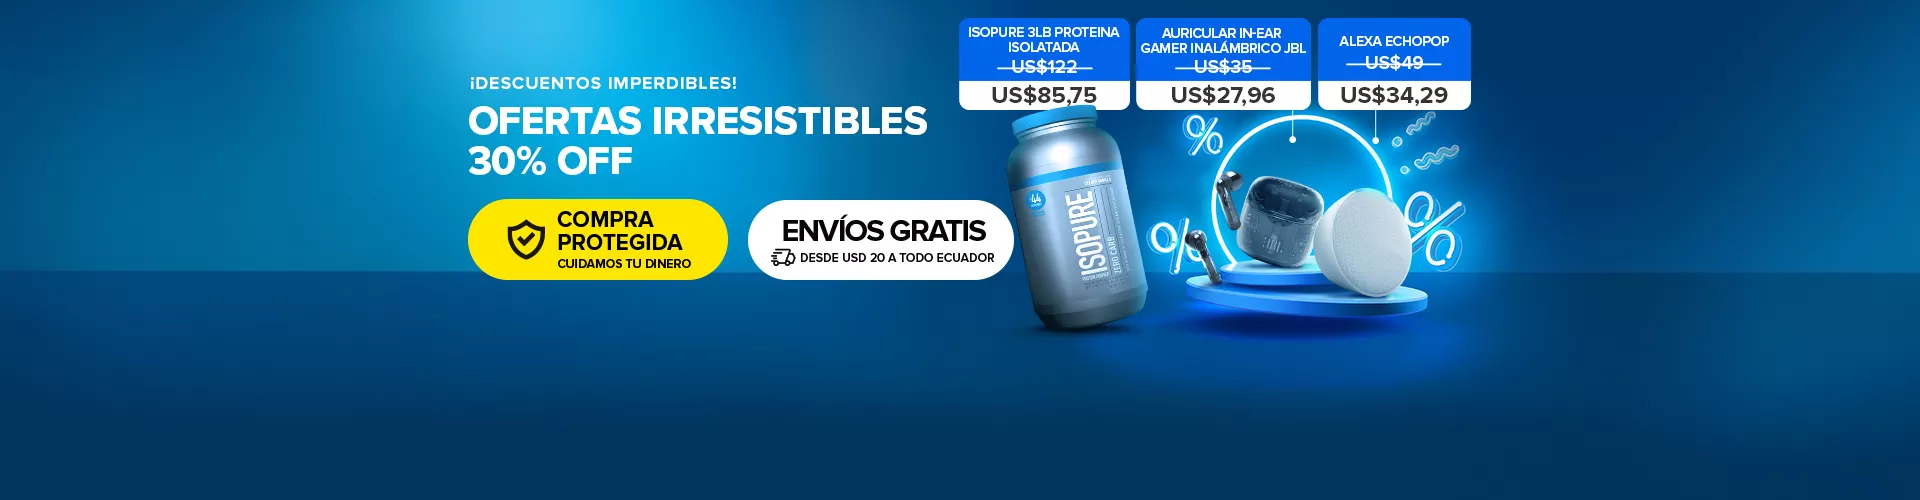 ¡DESCUENTOS IMPERDIBLES!
OFERTAS IRRESISTIBLES
30% OFF
COMPRA
PROTEGIDA
CUIDAMOS TU DINERO
ENVÍOS GRATIS
DESDE USD 20 A TODO ECUADOR
ISOPURE 3LB PROTEINA
ISOLATADA
US$122
US$85,75
AURICULAR IN-EAR
GAMER INALÁMBRICO JBL
US$35
US$27,96
ALEXA ECHOPOP
US$49
US$34,29
44
ISOPURE
ZERO CARB
JBL
%
%
%